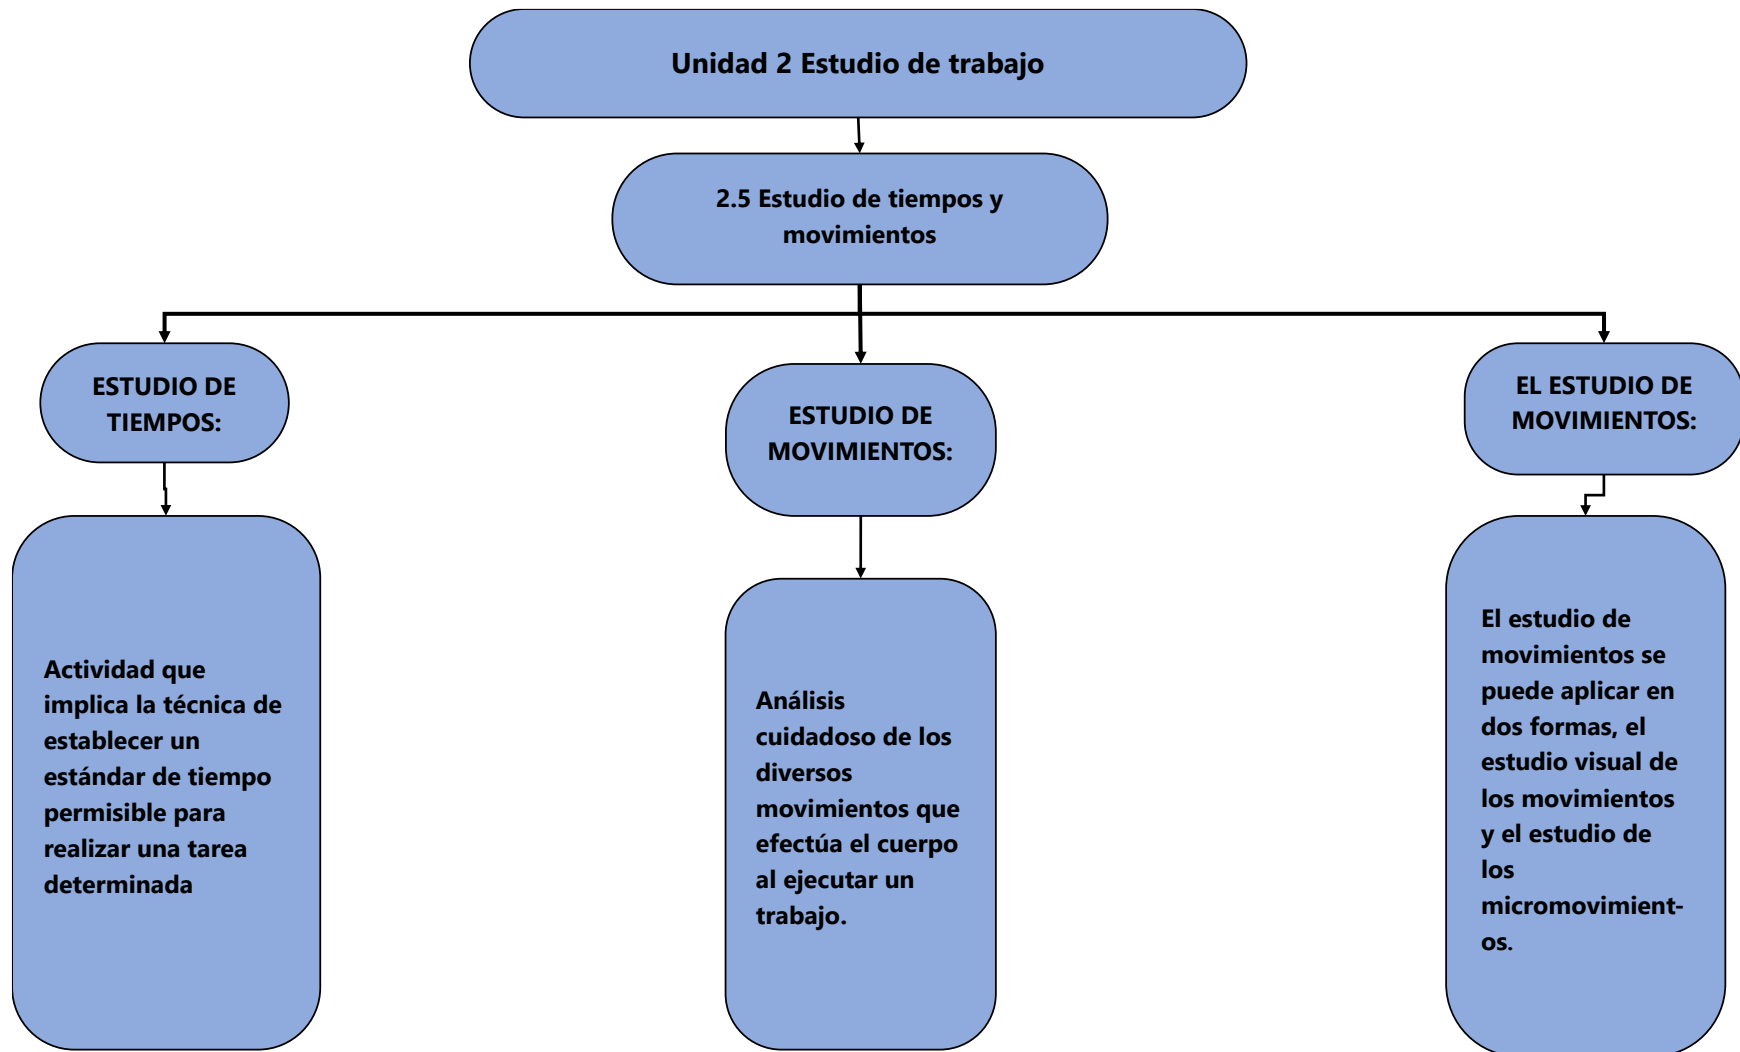 Unidad 2 Estudio de trabajo
2.5 Estudio de tiempos y
movimientos
ESTUDIO DE
TIEMPOS:
ESTUDIO DE
MOVIMIENTOS:
EL ESTUDIO DE
MOVIMIENTOS:
Actividad que
implica la técnica de
establecer un
estándar de tiempo
permisible para
realizar una tarea
determinada
Análisis
cuidadoso de los
diversos
movimientos que
efectúa el cuerpo
al ejecutar un
trabajo.
El estudio de
movimientos se
puede aplicar en
dos formas, el
estudio visual de
los movimientos
y el estudio de
los
micromovimient-
os.